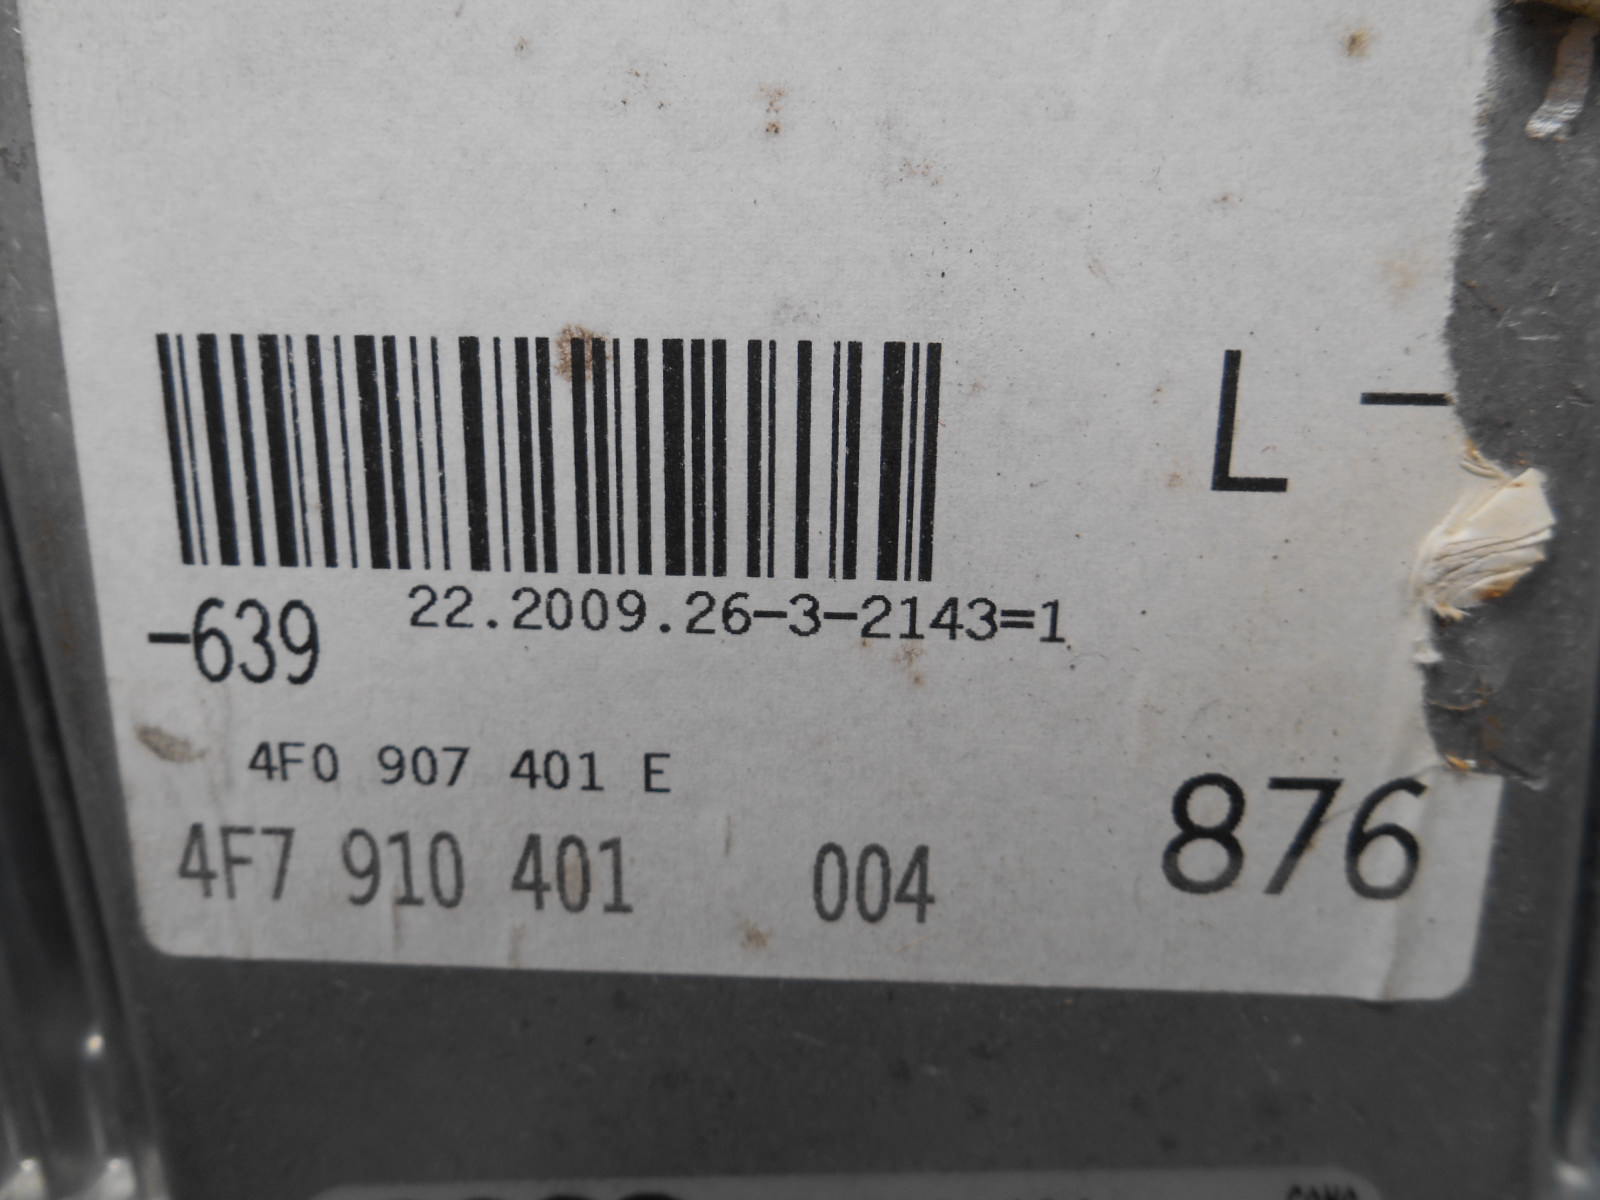 L –
22.2009.26-3-2143=1
-639
4F0 907 401 E
4F7 910 401 004 876